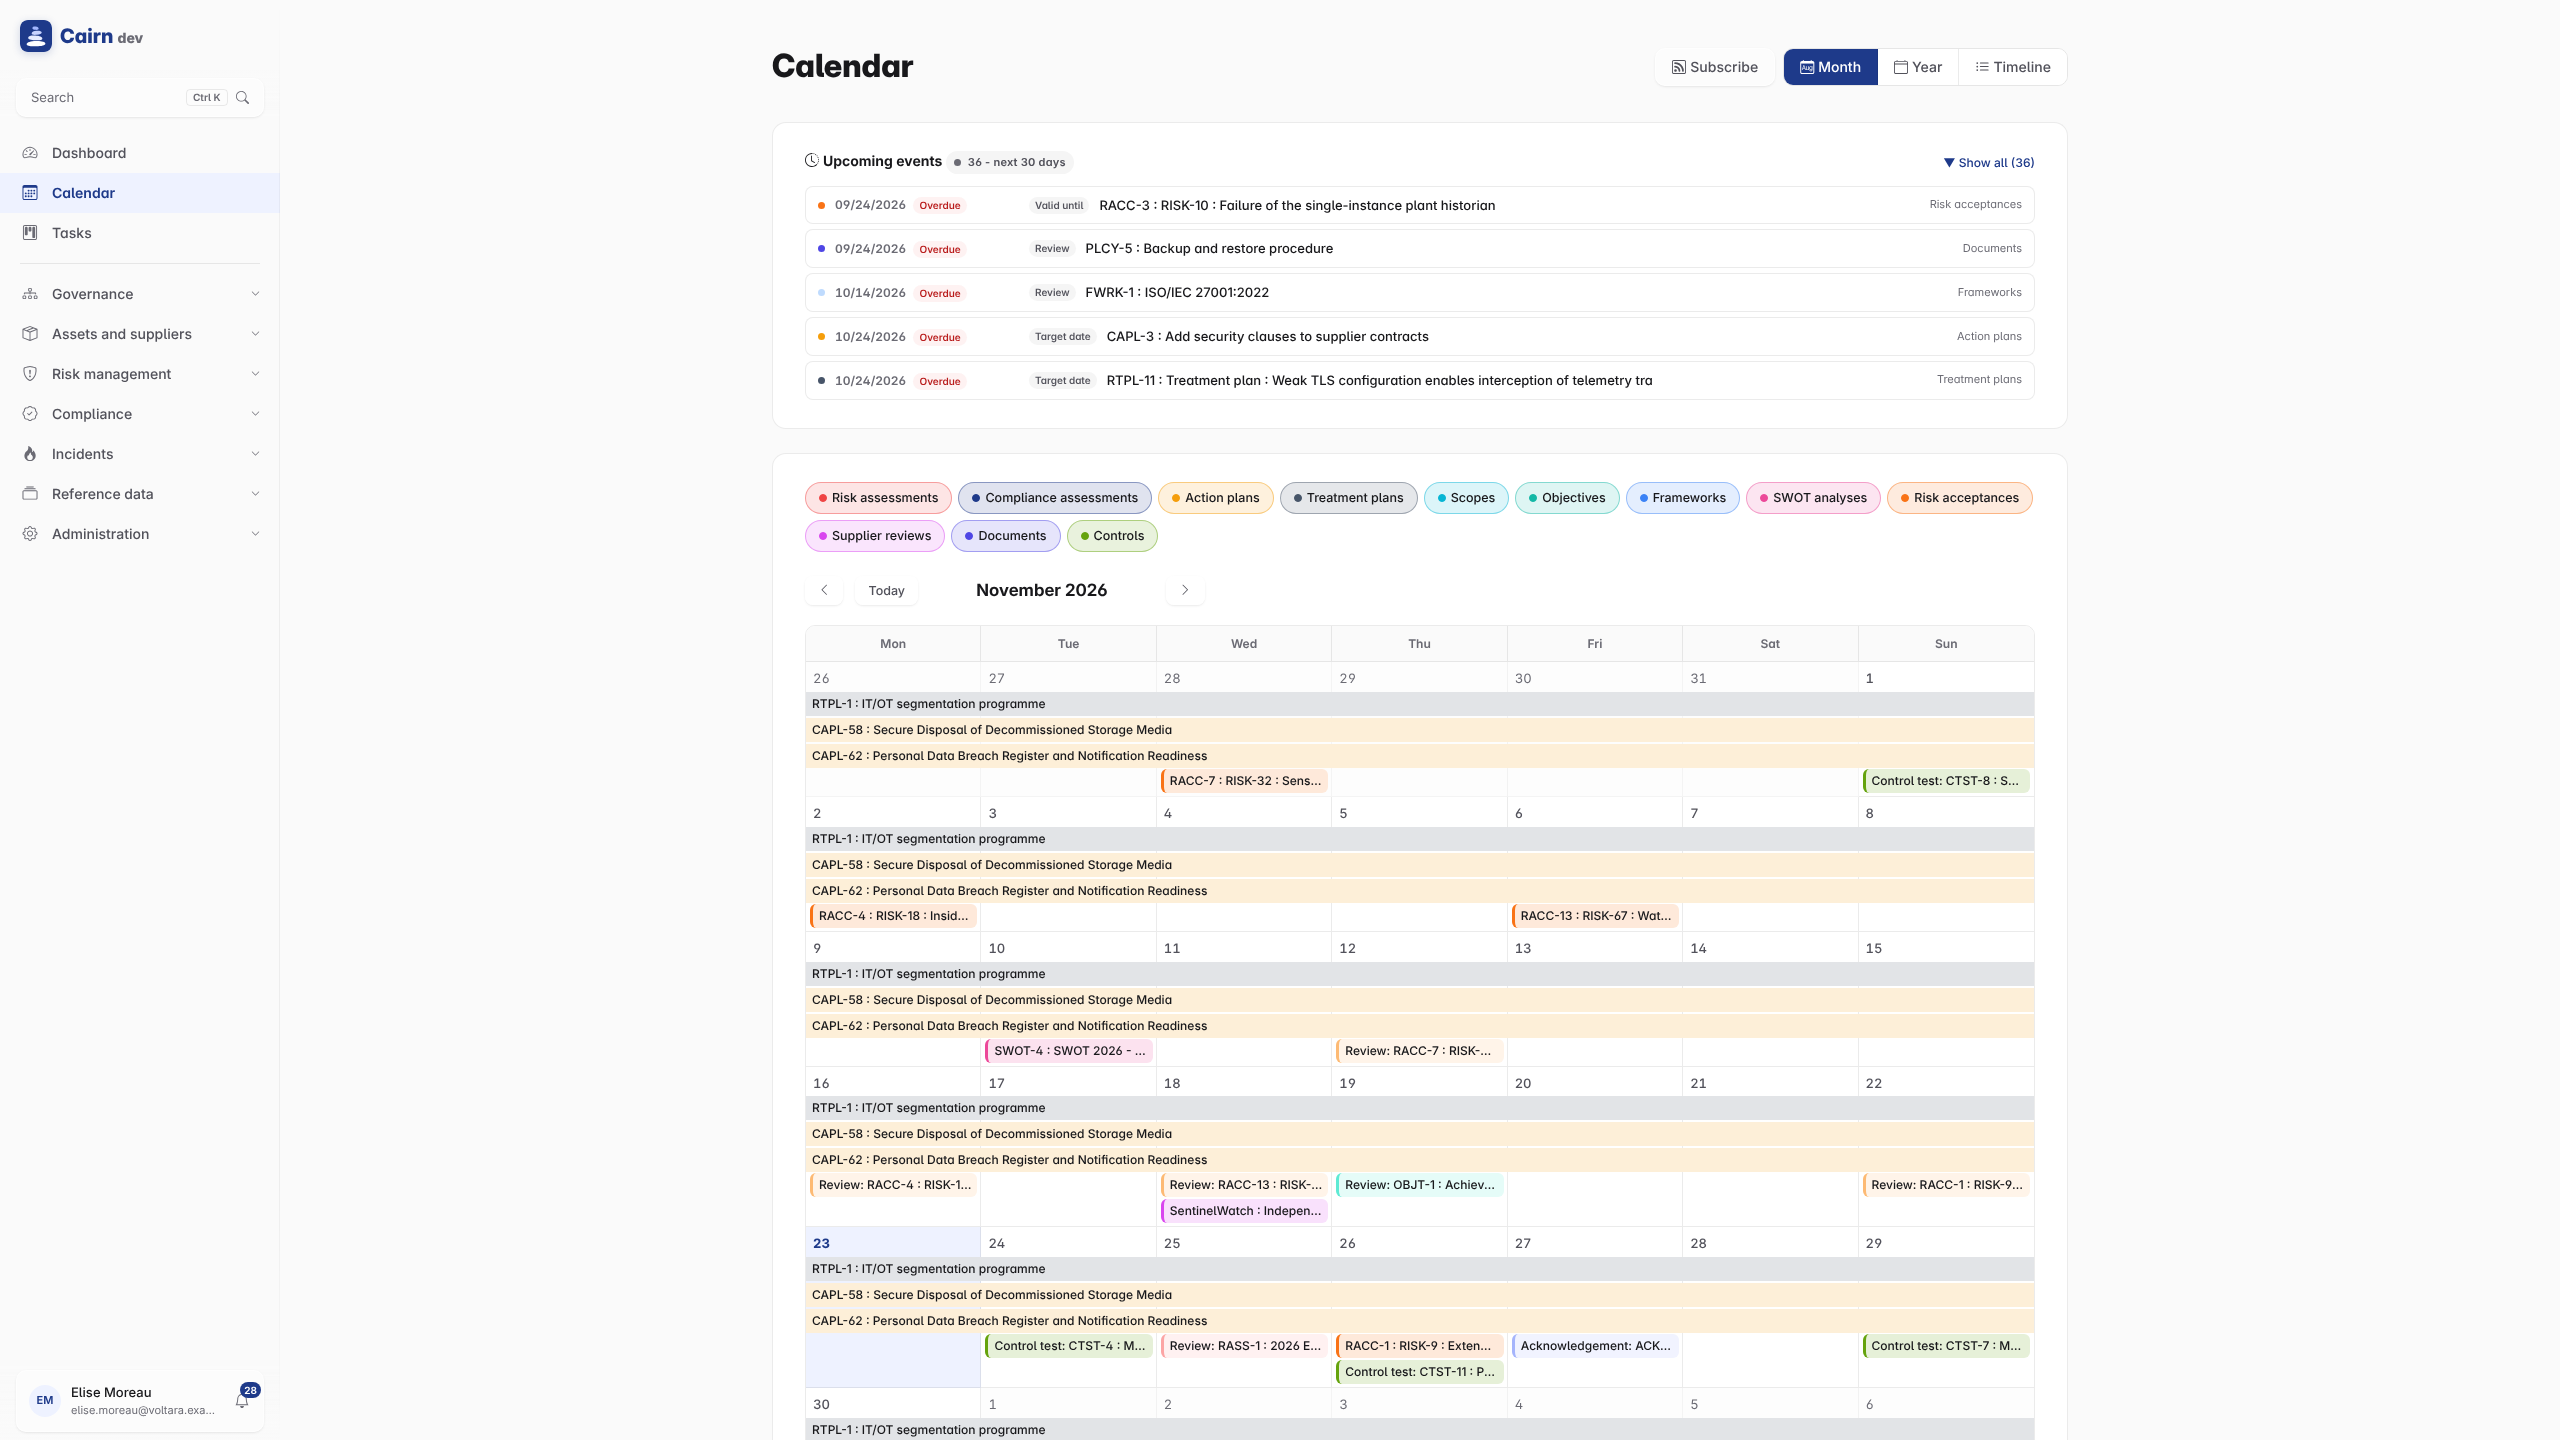 Cairn dev
Search Ctrl K
Dashboard
Calendar
Tasks
Governance
Assets and suppliers
Risk management
Compliance
Incidents
Reference data
Administration
EM
Elise Moreau
elise.moreau@voltara.exa...
28
Calendar
Subscribe
Aug Month
Year
Timeline
Upcoming events
36 - next 30 days
▼ Show all (36)
09/24/2026 Overdue Valid until RACC-3 : RISK-10 : Failure of the single-instance plant historian Risk acceptances
09/24/2026 Overdue Review PLCY-5 : Backup and restore procedure Documents
10/14/2026 Overdue Review FWRK-1 : ISO/IEC 27001:2022 Frameworks
10/24/2026 Overdue Target date CAPL-3 : Add security clauses to supplier contracts Action plans
10/24/2026 Overdue Target date RTPL-11 : Treatment plan : Weak TLS configuration enables interception of telemetry tra Treatment plans
Risk assessments Compliance assessments Action plans Treatment plans Scopes Objectives Frameworks SWOT analyses Risk acceptances
Supplier reviews Documents Controls
Today November 2026
Mon Tue Wed Thu Fri Sat Sun
26 27 28 29 30 31 1
RTPL-1 : IT/OT segmentation programme
CAPL-58 : Secure Disposal of Decommissioned Storage Media
CAPL-62 : Personal Data Breach Register and Notification Readiness
RACC-7 : RISK-32 : Sens... Control test: CTST-8 : S...
2 3 4 5 6 7 8
RTPL-1 : IT/OT segmentation programme
CAPL-58 : Secure Disposal of Decommissioned Storage Media
CAPL-62 : Personal Data Breach Register and Notification Readiness
RACC-4 : RISK-18 : Insid... RACC-13 : RISK-67 : Wat...
9 10 11 12 13 14 15
RTPL-1 : IT/OT segmentation programme
CAPL-58 : Secure Disposal of Decommissioned Storage Media
CAPL-62 : Personal Data Breach Register and Notification Readiness
SWOT-4 : SWOT 2026 - ... Review: RACC-7 : RISK-...
16 17 18 19 20 21 22
RTPL-1 : IT/OT segmentation programme
CAPL-58 : Secure Disposal of Decommissioned Storage Media
CAPL-62 : Personal Data Breach Register and Notification Readiness
Review: RACC-4 : RISK-1... Review: RACC-13 : RISK-... Review: OBJT-1 : Achiev... Review: RACC-1 : RISK-9...
SentinelWatch : Indepen...
23 24 25 26 27 28 29
RTPL-1 : IT/OT segmentation programme
CAPL-58 : Secure Disposal of Decommissioned Storage Media
CAPL-62 : Personal Data Breach Register and Notification Readiness
Control test: CTST-4 : M... Review: RASS-1 : 2026 E... RACC-1 : RISK-9 : Exten... Acknowledgement: ACK... Control test: CTST-7 : M...
Control test: CTST-11 : P...
30 1 2 3 4 5 6
RTPL-1 : IT/OT segmentation programme